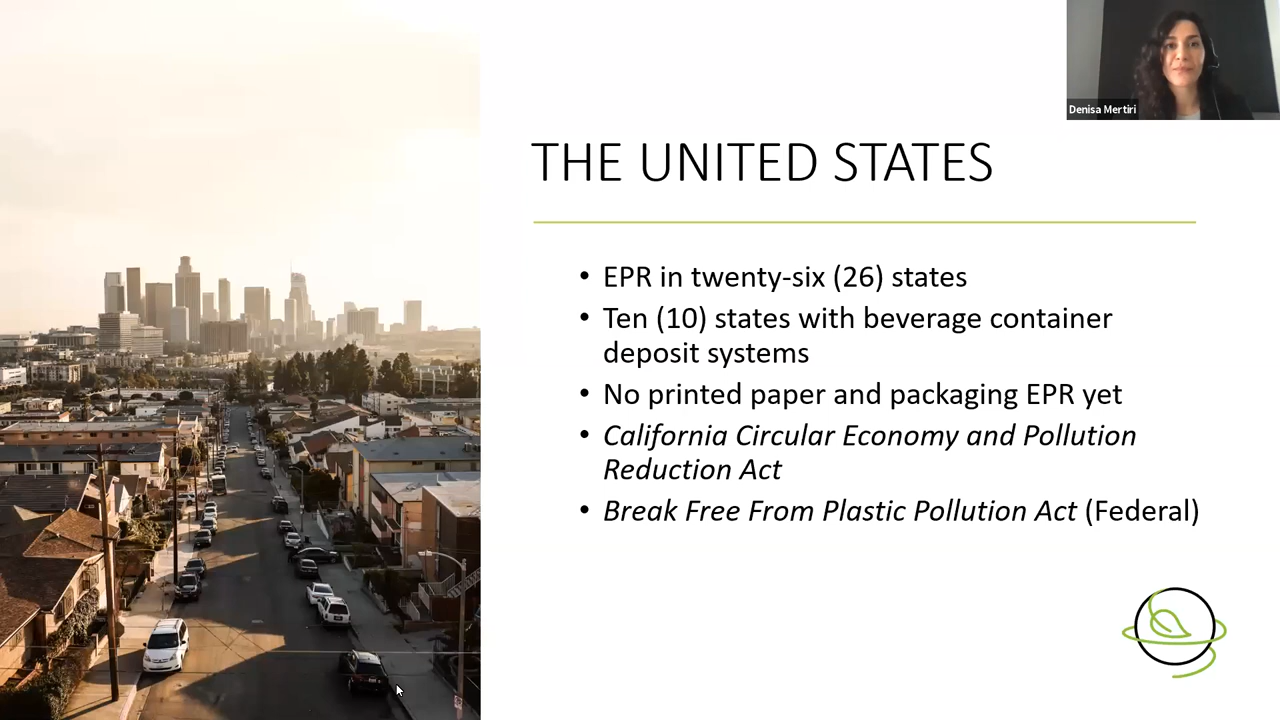 Denisa Mertiri
THE UNITED STATES
• EPR in twenty-six (26) states
• Ten (10) states with beverage container
deposit systems
• No printed paper and packaging EPR yet
• California Circular Economy and Pollution
Reduction Act
• Break Free From Plastic Pollution Act (Federal)